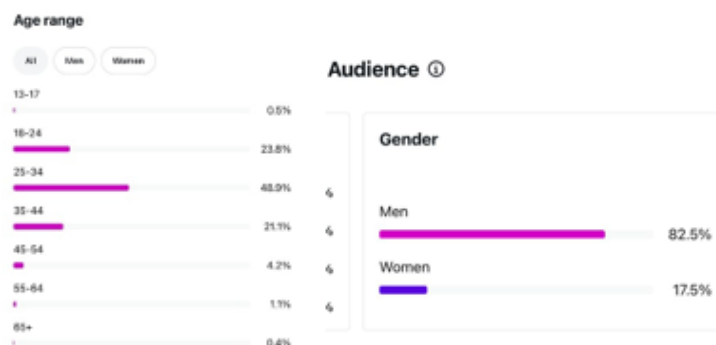 Age range
All Men Women
13-17
0.5%
18-24
23.8%
25-34
48.9%
35-44
21.1%
45-54
4.2%
55-64
1.1%
65+
0.4%
Audience
Gender
Men
82.5%
Women
17.5%